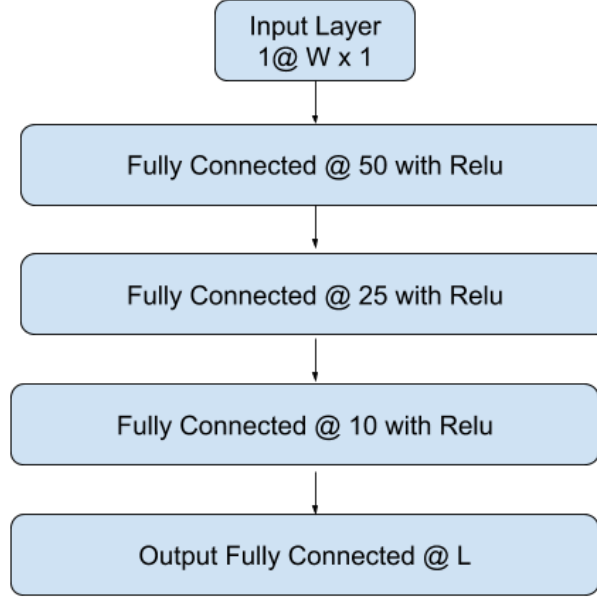 Input Layer
1@ W x 1
Fully Connected @ 50 with Relu
Fully Connected @ 25 with Relu
Fully Connected @ 10 with Relu
Output Fully Connected @ L